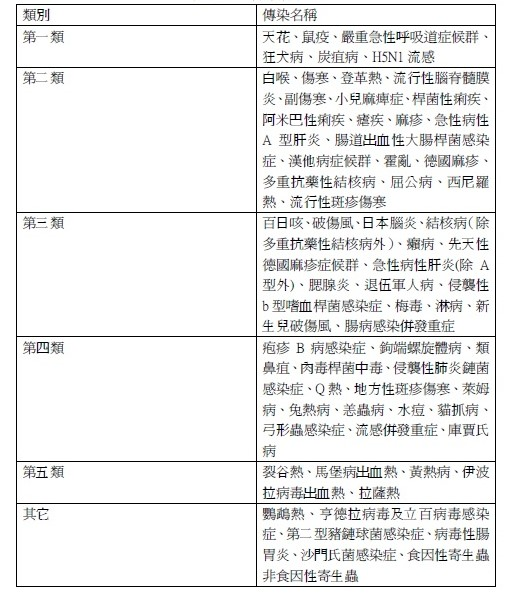 類別 傳染名稱
第一類 天花、鼠疫、嚴重急性呼吸道症候群、
狂犬病、炭疽病、H5N1 流感
第二類 白喉、傷寒、登革熱、流行性腦脊髓膜
炎、副傷寒、小兒麻痺症、桿菌性痢疾、
阿米巴性痢疾、瘧疾、麻疹、急性病性
A 型肝炎、腸道出血性大腸桿菌感染
症、漢他病症候群、霍亂、德國麻疹、
多重抗藥性結核病、屈公病、西尼羅
熱、流行性斑疹傷寒
第三類 百日咳、破傷風、日本腦炎、結核病(除
多重抗藥性結核病外)、癩病、先天性
德國麻疹症候群、急性病性肝炎(除 A
型外)、腮腺炎、退伍軍人病、侵襲性
b 型嗜血桿菌感染症、梅毒、淋病、新
生兒破傷風、腸病感染併發重症
第四類 疱疹 B 病感染症、鉤端螺旋體病、類
鼻疽、肉毒桿菌中毒、侵襲性肺炎鏈菌
感染症、Q 熱、地方性斑疹傷寒、萊姆
病、兔熱病、恙蟲病、水痘、貓抓病、
弓形蟲感染症、流感併發重症、庫賈氏
病
第五類 裂谷熱、馬堡病出血熱、黃熱病、伊波
拉病毒出血熱、拉薩熱
其它 鸚鵡熱、亨德拉病毒及立百病毒感染
症、第二型豬鏈球菌感染症、病毒性腸
胃炎、沙門氏菌感染症、食因性寄生蟲
非食因性寄生蟲